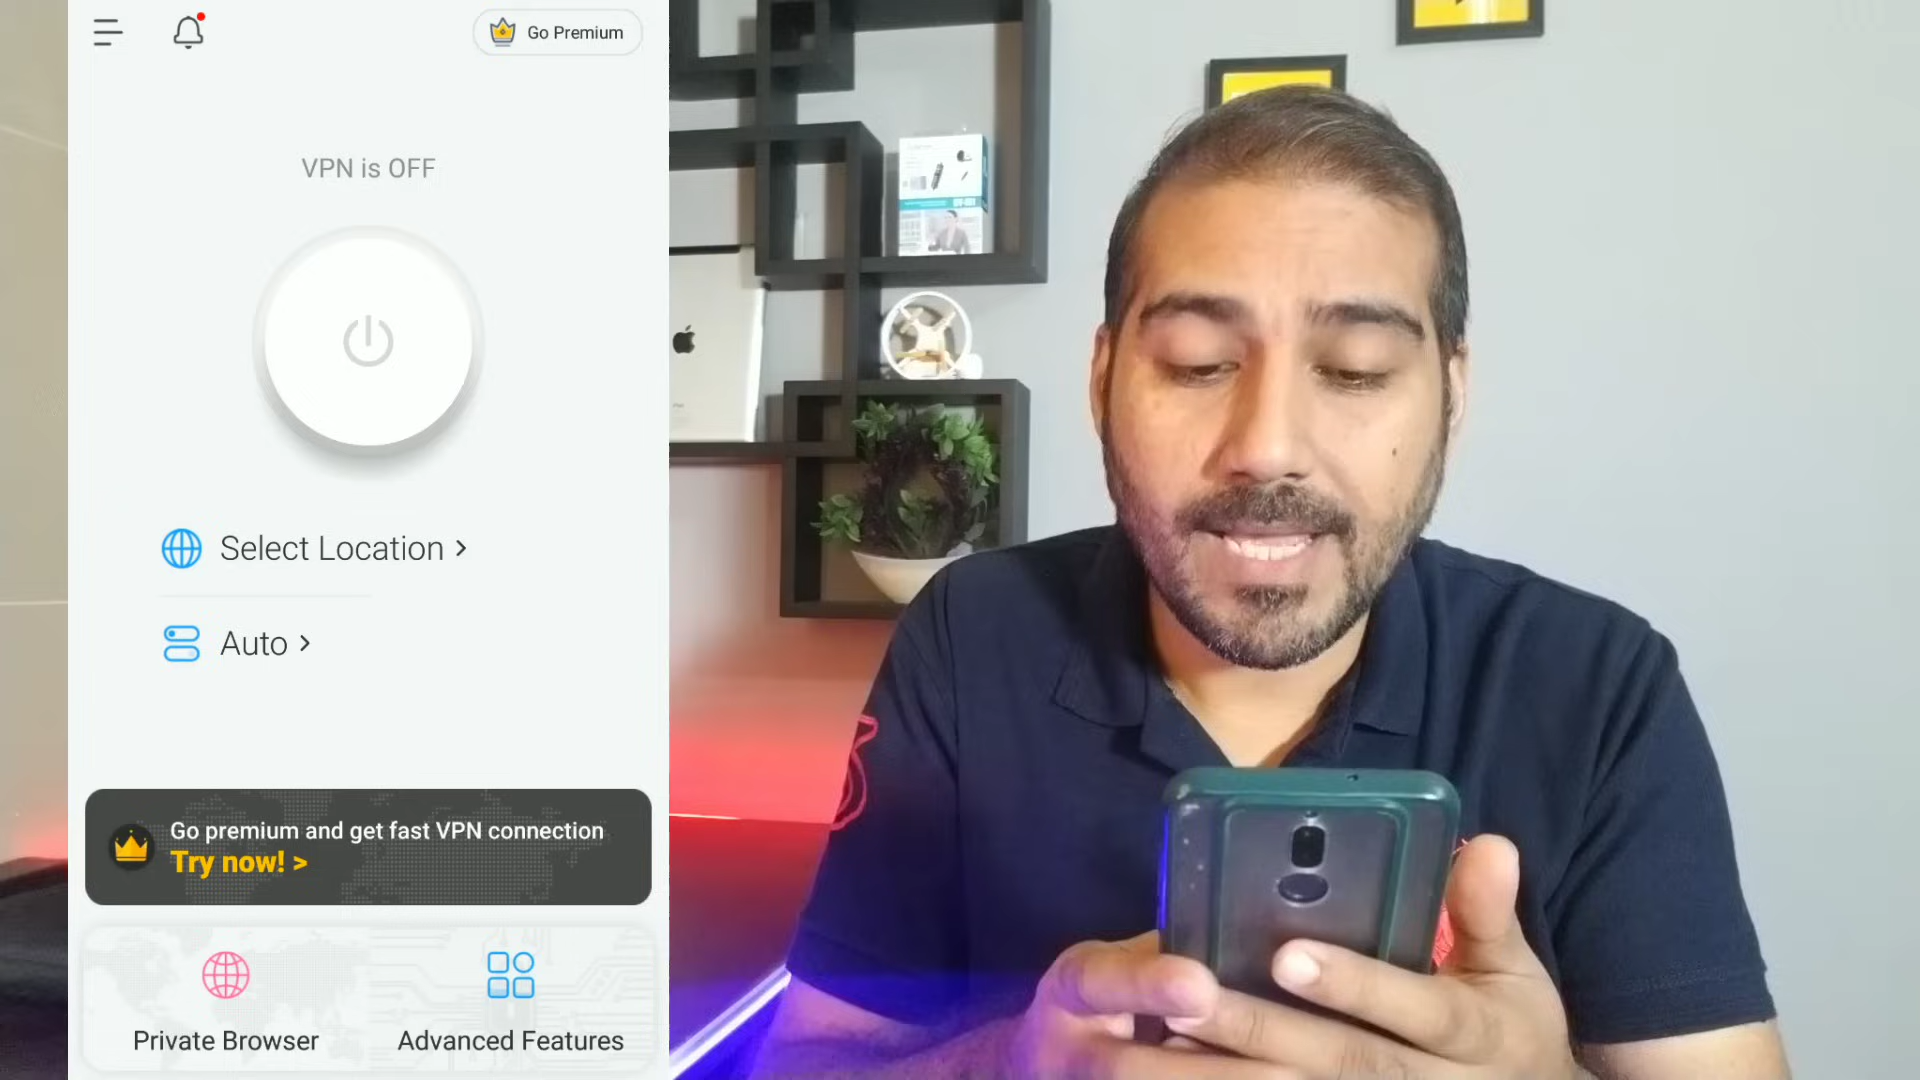 Go Premium
VPN is OFF
Select Location >
Auto >
Go premium and get fast VPN connection
Try now! >
Private Browser
Advanced Features